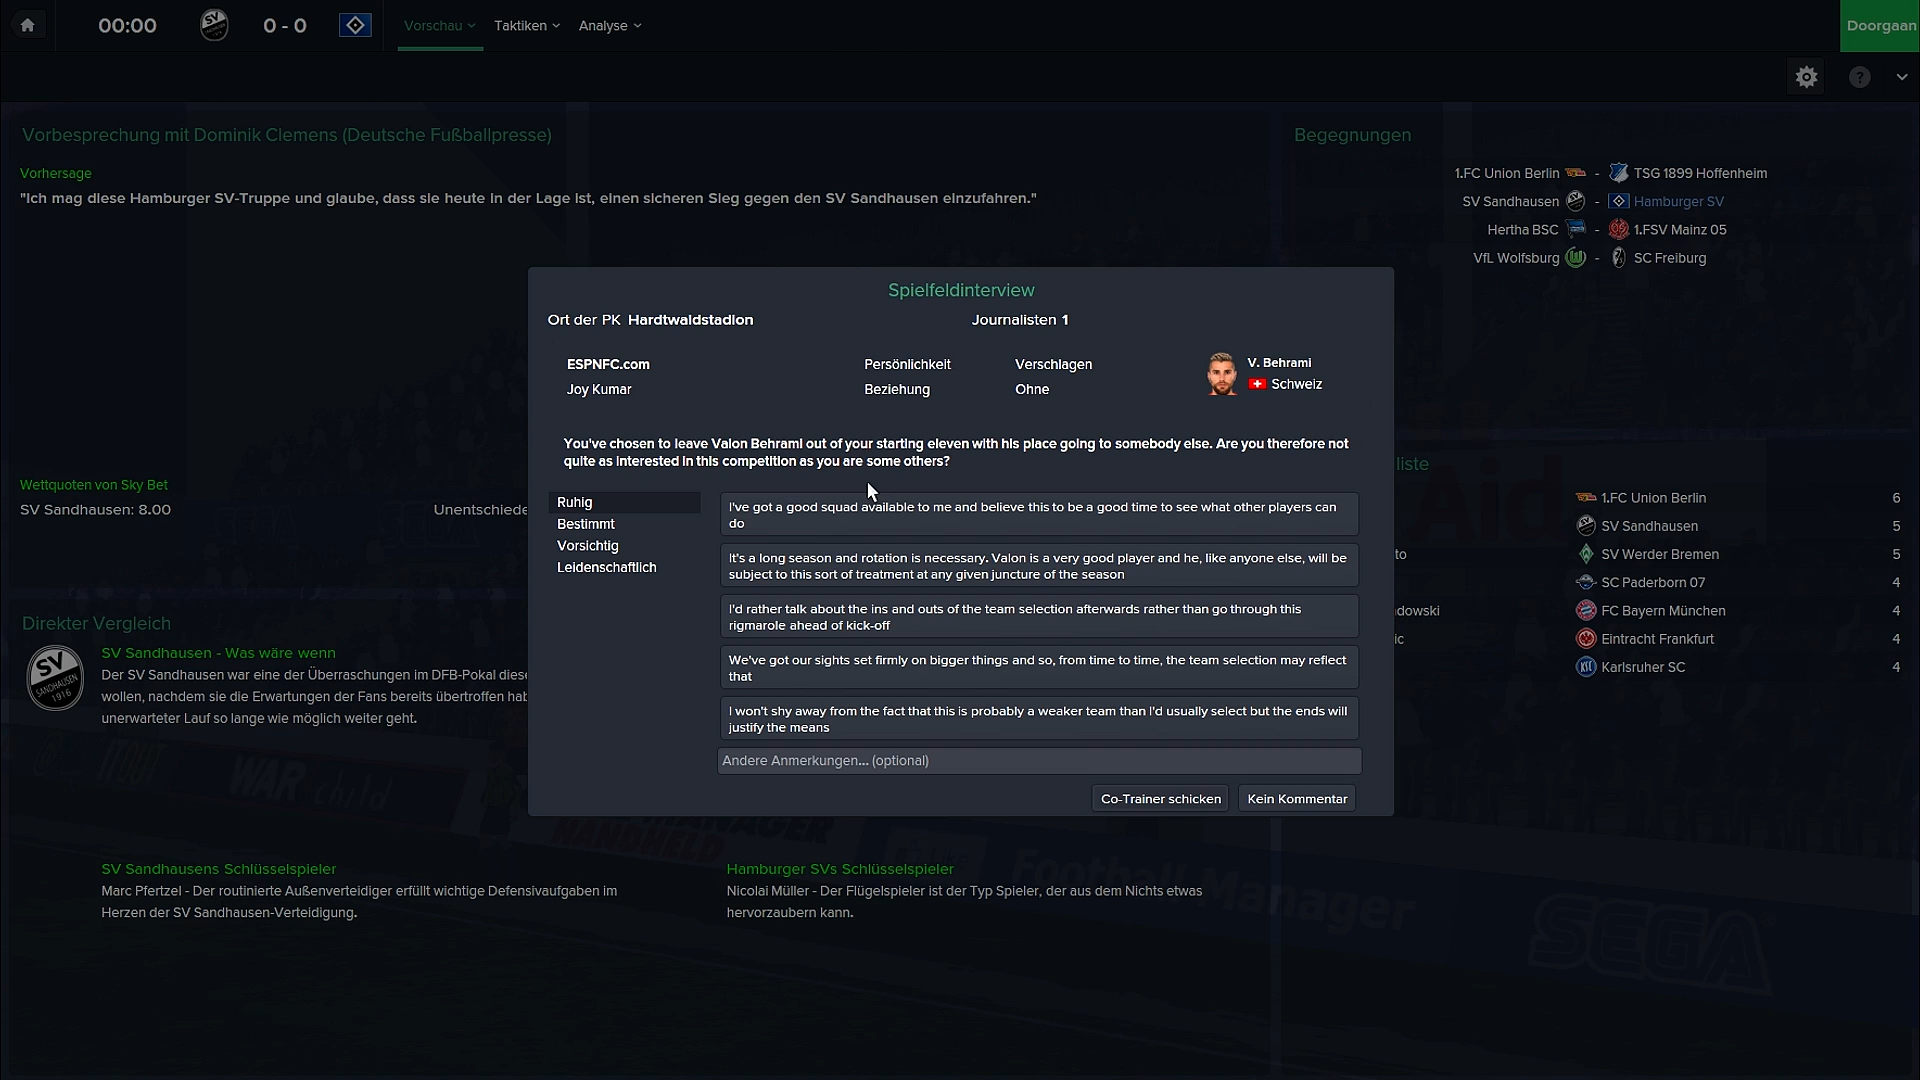 00:00
0 - 0
Vorschau
Taktiken
Analyse
Doorgaan
Vorbesprechung mit Dominik Clemens (Deutsche Fußballpresse)
Vorhersage
"Ich mag diese Hamburger SV-Truppe und glaube, dass sie heute in der Lage ist, einen sicheren Sieg gegen den SV Sandhausen einzufahren."
Begegnungen
1.FC Union Berlin - TSG 1899 Hoffenheim
SV Sandhausen - Hamburger SV
Hertha BSC - 1.FSV Mainz 05
VfL Wolfsburg - SC Freiburg
Spielfeldinterview
Ort der PK Hardtwaldstadion
Journalisten 1
ESPNFC.com
Persönlichkeit
Verschlagen
V. Behrami
Joy Kumar
Beziehung
Ohne
Schweiz
You've chosen to leave Valon Behrami out of your starting eleven with his place going to somebody else. Are you therefore not
quite as interested in this competition as you are some others?
Ruhig
Bestimmt
Vorsichtig
Leidenschaftlich
I've got a good squad available to me and believe this to be a good time to see what other players can
do
It's a long season and rotation is necessary. Valon is a very good player and he, like anyone else, will be
subject to this sort of treatment at any given juncture of the season
I'd rather talk about the ins and outs of the team selection afterwards rather than go through this
rigmarole ahead of kick-off
We've got our sights set firmly on bigger things and so, from time to time, the team selection may reflect
that
I won't shy away from the fact that this is probably a weaker team than I'd usually select but the ends will
justify the means
Andere Anmerkungen... (optional)
Co-Trainer schicken
Kein Kommentar
Wettquoten von Sky Bet
SV Sandhausen: 8.00
Unentschiede
liste
1.FC Union Berlin 6
SV Sandhausen 5
to
SV Werder Bremen 5
SC Paderborn 07 4
dowski
FC Bayern München 4
ic
Eintracht Frankfurt 4
Karlsruher SC 4
Direkter Vergleich
SV Sandhausen - Was wäre wenn
Der SV Sandhausen war eine der Überraschungen im DFB-Pokal diese
wollen, nachdem sie die Erwartungen der Fans bereits übertroffen hab
unerwarteter Lauf so lange wie möglich weiter geht.
SV
SANDHAUSEN
1916
WAR child
HANDHELD
Football Manager
SEGA
Aid
SV Sandhausens Schlüsselspieler
Marc Pfertzel - Der routinierte Außenverteidiger erfüllt wichtige Defensivaufgaben im
Herzen der SV Sandhausen-Verteidigung.
Hamburger SVs Schlüsselspieler
Nicolai Müller - Der Flügelspieler ist der Typ Spieler, der aus dem Nichts etwas
hervorzaubern kann.